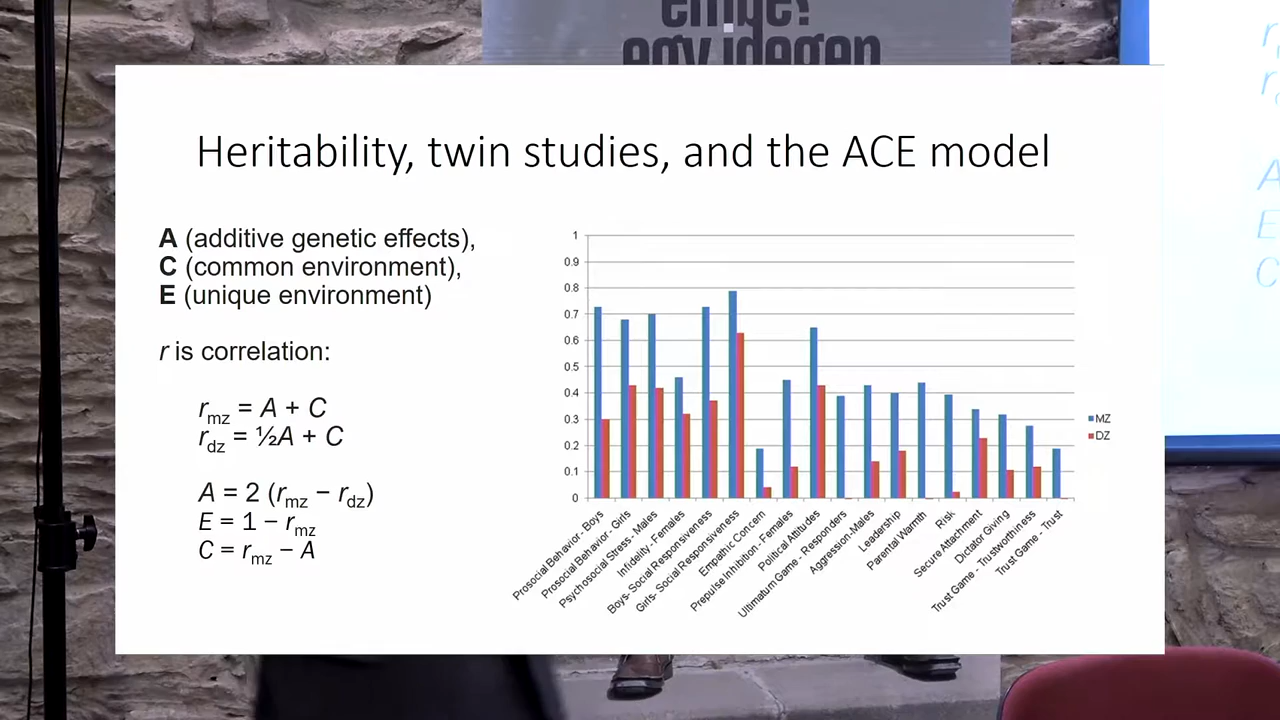 egy idegen
Heritability, twin studies, and the ACE model
A (additive genetic effects),
C (common environment),
E (unique environment)
r is correlation:
rmz = A + C
rdz = ½A + C
A = 2 (rmz − rdz)
E = 1 − rmz
C = rmz − A
1
0.9
0.8
0.7
0.6
0.5
0.4
0.3
0.2
0.1
0
Prosocial Behavior - Boys
Prosocial Behavior - Girls
Psychosocial Stress - Males
Infidelity - Females
Boys- Social Responsiveness
Girls- Social Responsiveness
Empathic Concern
Prepulse Inhibition - Females
Political Attitudes
Ultimatum Game - Responders
Aggression-Males
Leadership
Parental Warmth
Risk
Secure Attachment
Dictator Giving
Trust Game - Trustworthiness
Trust Game - Trust
MZ
DZ
A
E
C